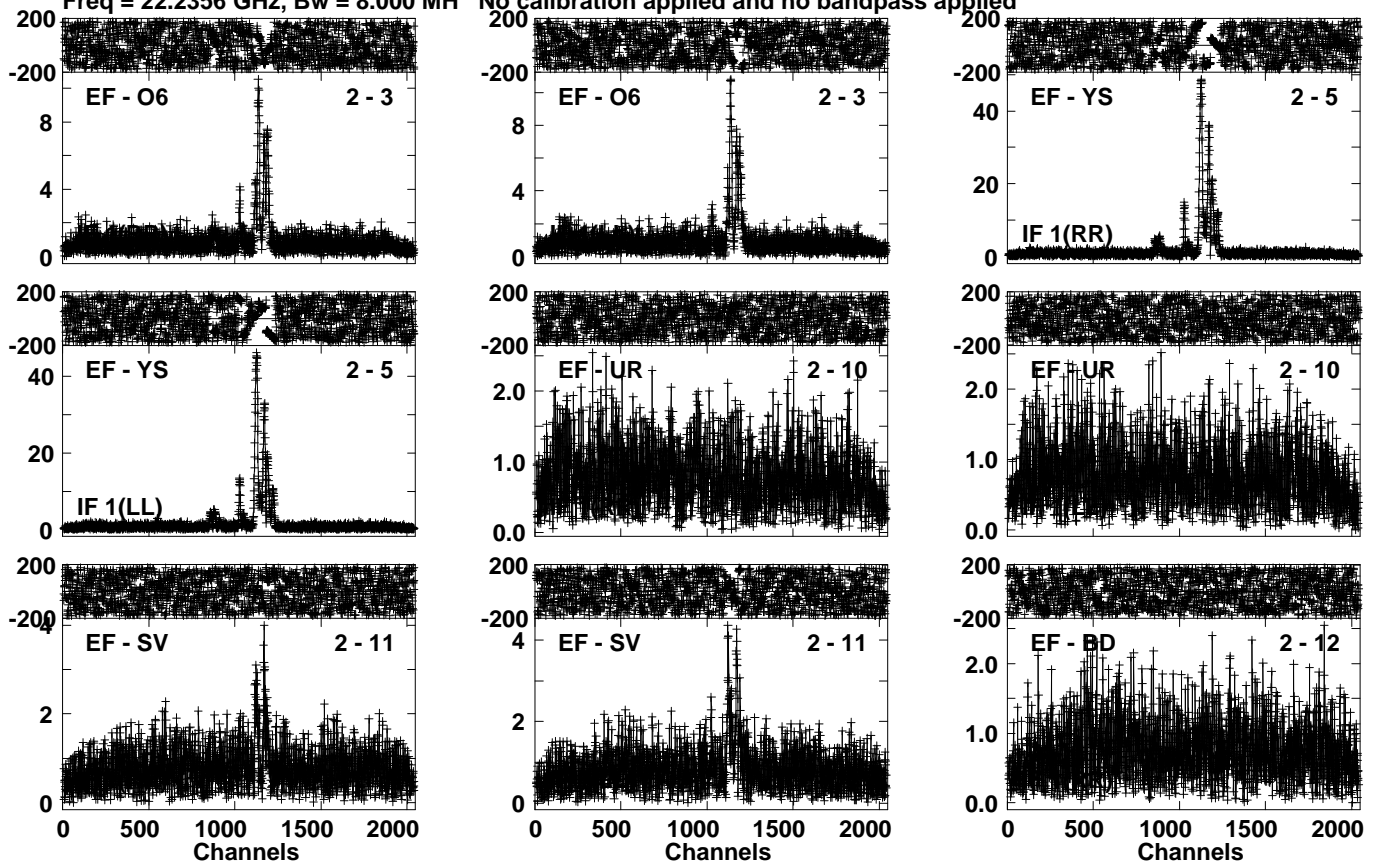 Freq = 22.2356 GHz, Bw = 8.000 MH No calibration applied and no bandpass applied
200 200 200
-200 -200 -200
EF - O6 2 - 3 EF - O6 2 - 3 EF - YS 2 - 5
8 8 40
4 4 20
IF 1(RR)
0 0 0
200 200 200
-200 -200 -200
EF - YS 2 - 5 EF - UR 2 - 10 EF - UR 2 - 10
40 2.0 2.0
20 1.0 1.0
IF 1(LL)
0 0.0 0.0
200 200 200
-200 -200 -200
4
EF - SV 2 - 11 EF - SV 2 - 11 EF - BD 2 - 12
4 2.0
2 2 1.0
0 0 0.0
0 500 1000 1500 2000 0 500 1000 1500 2000 0 500 1000 1500 2000
Channels Channels Channels